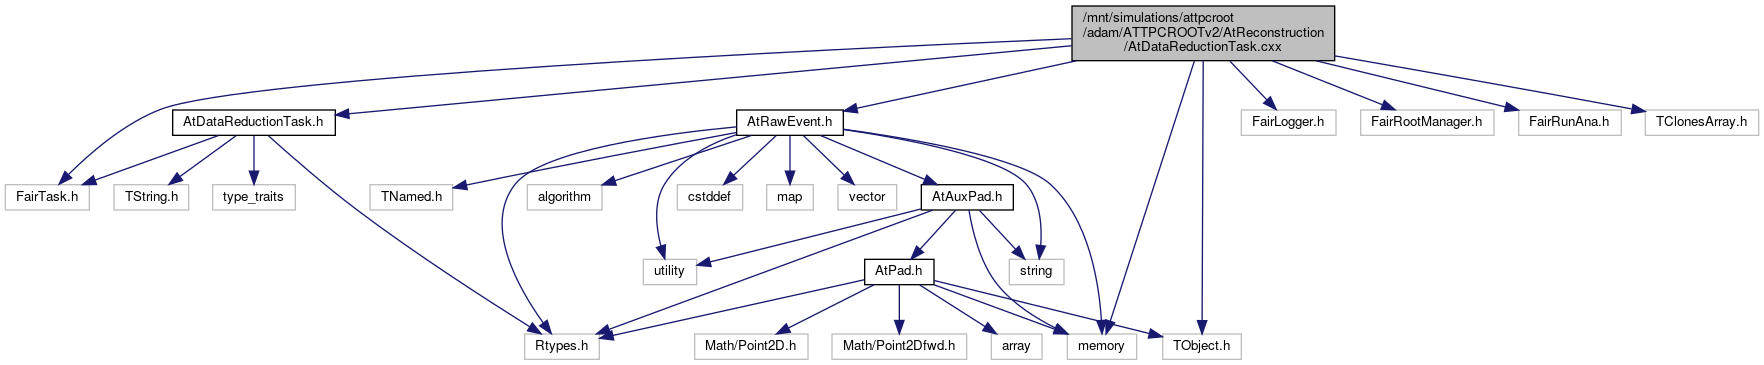 /mnt/simulations/attpcroot
/adam/ATTPCROOTv2/AtReconstruction
/AtDataReductionTask.cxx
AtDataReductionTask.h
AtRawEvent.h
FairLogger.h
FairRootManager.h
FairRunAna.h
TClonesArray.h
FairTask.h
TString.h
type_traits
TNamed.h
algorithm
cstddef
map
vector
AtAuxPad.h
utility
AtPad.h
string
Rtypes.h
Math/Point2D.h
Math/Point2Dfwd.h
array
memory
TObject.h